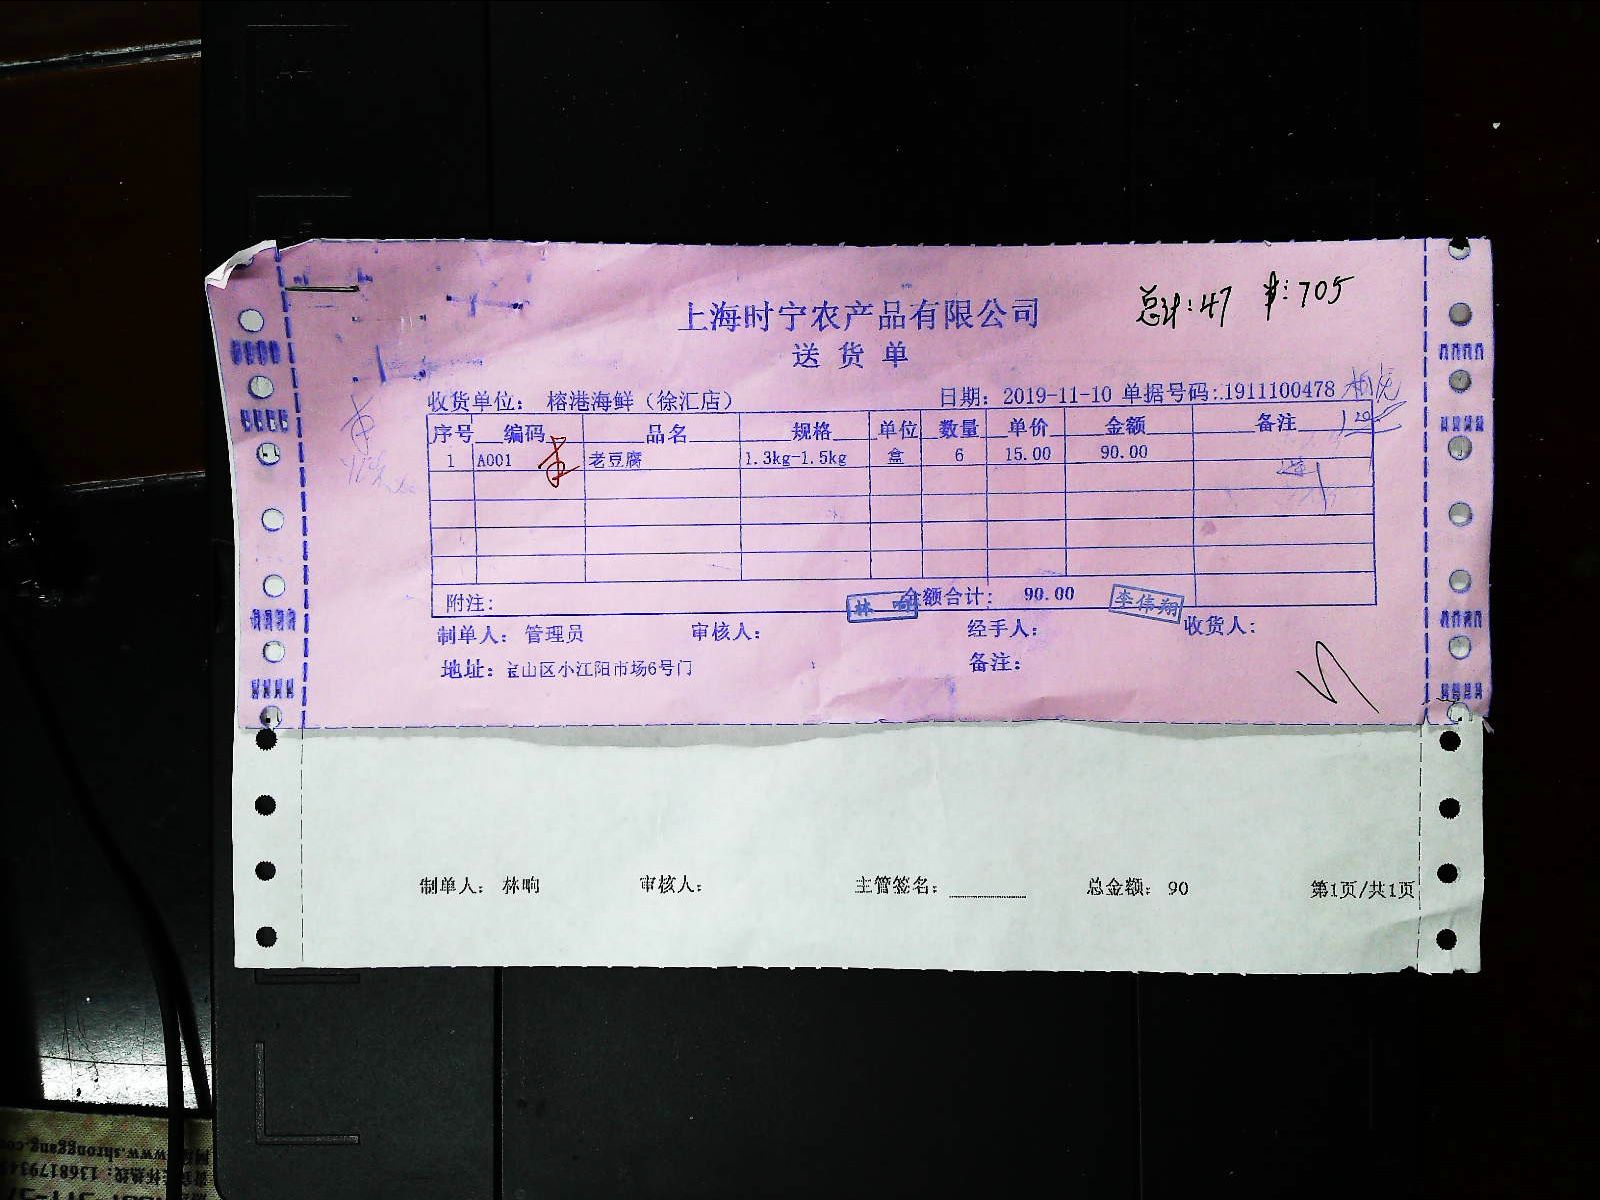 总计:47 #:705
上海时宁农产品有限公司
送货单
收货单位: 榕港海鲜(徐汇店) 日期: 2019-11-10 单据号码: 1911100478
序号 编码 品名 规格 单位 数量 单价 金额 备注
1 A001 老豆腐 1.3kg-1.5kg 盒 6 15.00 90.00
附注: 金额合计: 90.00
林响 李伟翔
制单人: 管理员 审核人: 经手人: 收货人:
地址: 宝山区小江阳市场6号门 备注:
制单人: 林响 审核人: 主管签名: 总金额: 90 第1页/共1页